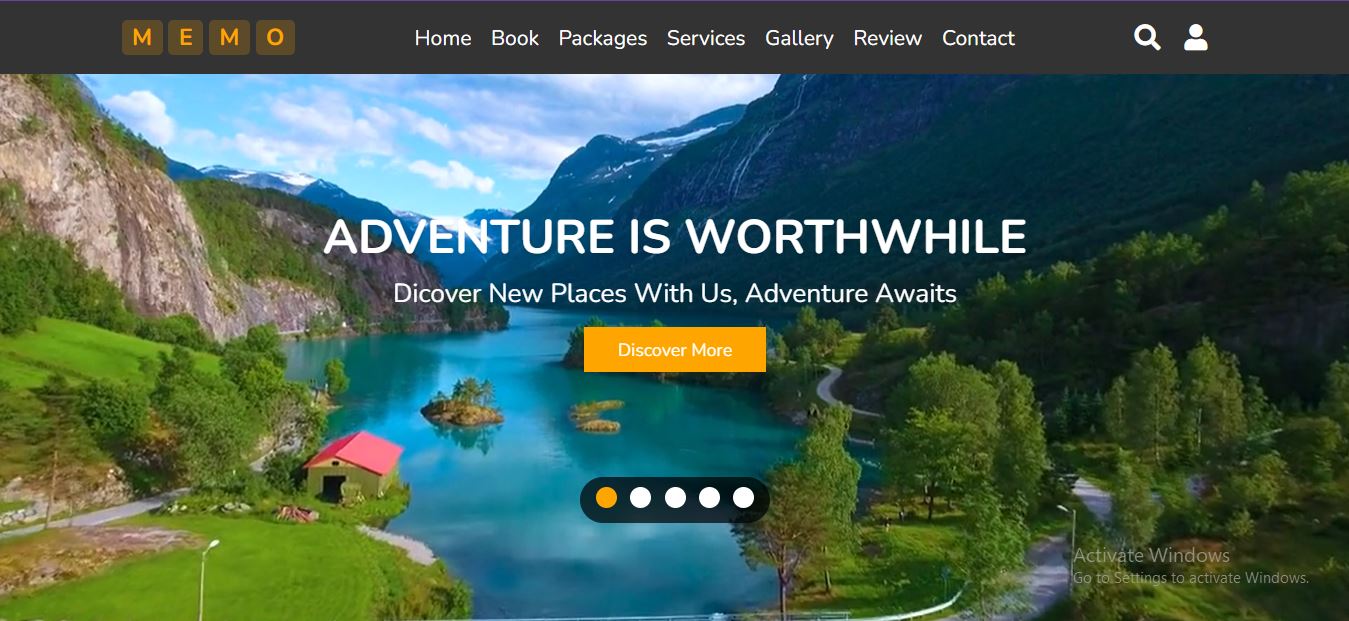 M E M O
Home Book Packages Services Gallery Review Contact
ADVENTURE IS WORTHWHILE
Dicover New Places With Us, Adventure Awaits
Discover More
Activate Windows
Go to Settings to activate Windows.